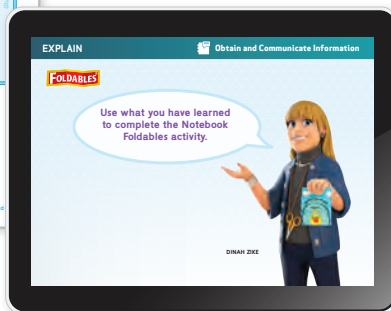 EXPLAIN
Obtain and Communicate Information
FOLDABLES
Use what you have learned
to complete the Notebook
Foldables activity.
DINAH ZIKE